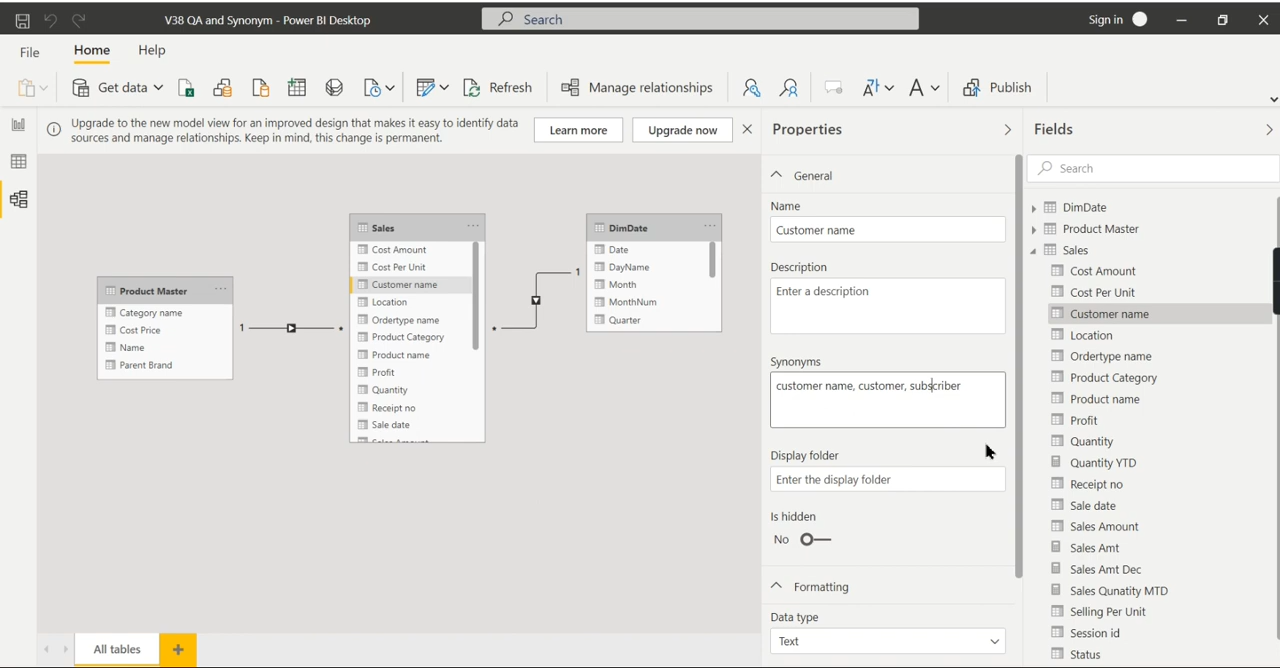 V38 QA and Synonym - Power BI Desktop
Search
Sign in
File
Home
Help
Get data
Refresh
Manage relationships
Publish
Upgrade to the new model view for an improved design that makes it easy to identify data
sources and manage relationships. Keep in mind, this change is permanent.
Learn more
Upgrade now
Product Master
Category name
Cost Price
Name
Parent Brand
1
*
Sales
Cost Amount
Cost Per Unit
Customer name
Location
Ordertype name
Product Category
Product name
Profit
Quantity
Receipt no
Sale date
Sales Amount
*
1
DimDate
Date
DayName
Month
MonthNum
Quarter
All tables
Properties
General
Name
Customer name
Description
Enter a description
Synonyms
customer name, customer, subscriber
Display folder
Enter the display folder
Is hidden
No
Formatting
Data type
Text
Fields
Search
DimDate
Product Master
Sales
Cost Amount
Cost Per Unit
Customer name
Location
Ordertype name
Product Category
Product name
Profit
Quantity
Quantity YTD
Receipt no
Sale date
Sales Amount
Sales Amt
Sales Amt Dec
Sales Qunatity MTD
Selling Per Unit
Session id
Status